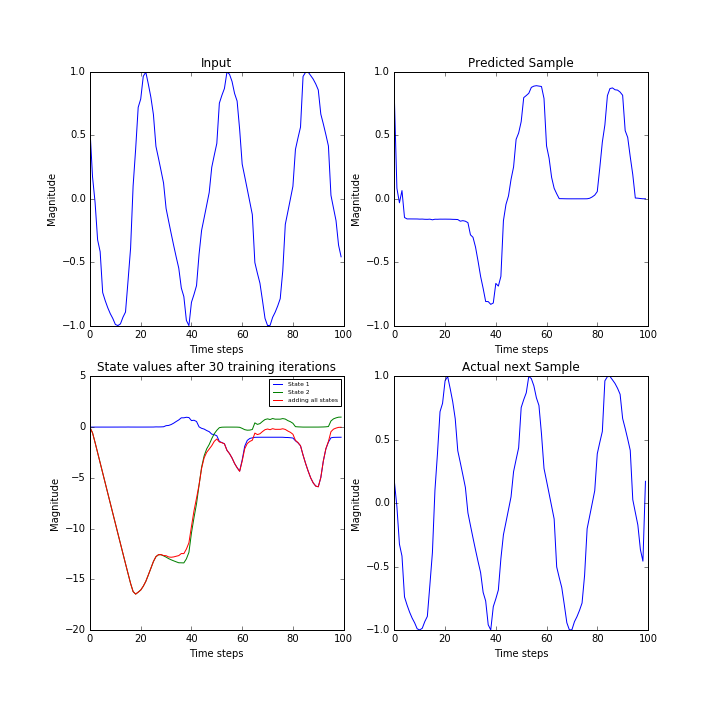 Input
1.0
0.5
0.0
−0.5
−1.0
Magnitude
0 20 40 60 80 100
Time steps
Predicted Sample
1.0
0.5
0.0
−0.5
−1.0
Magnitude
0 20 40 60 80 100
Time steps
State values after 30 training iterations
5
0
−5
−10
−15
−20
Magnitude
State 1
State 2
adding all states
0 20 40 60 80 100
Time steps
Actual next Sample
1.0
0.5
0.0
−0.5
−1.0
Magnitude
0 20 40 60 80 100
Time steps